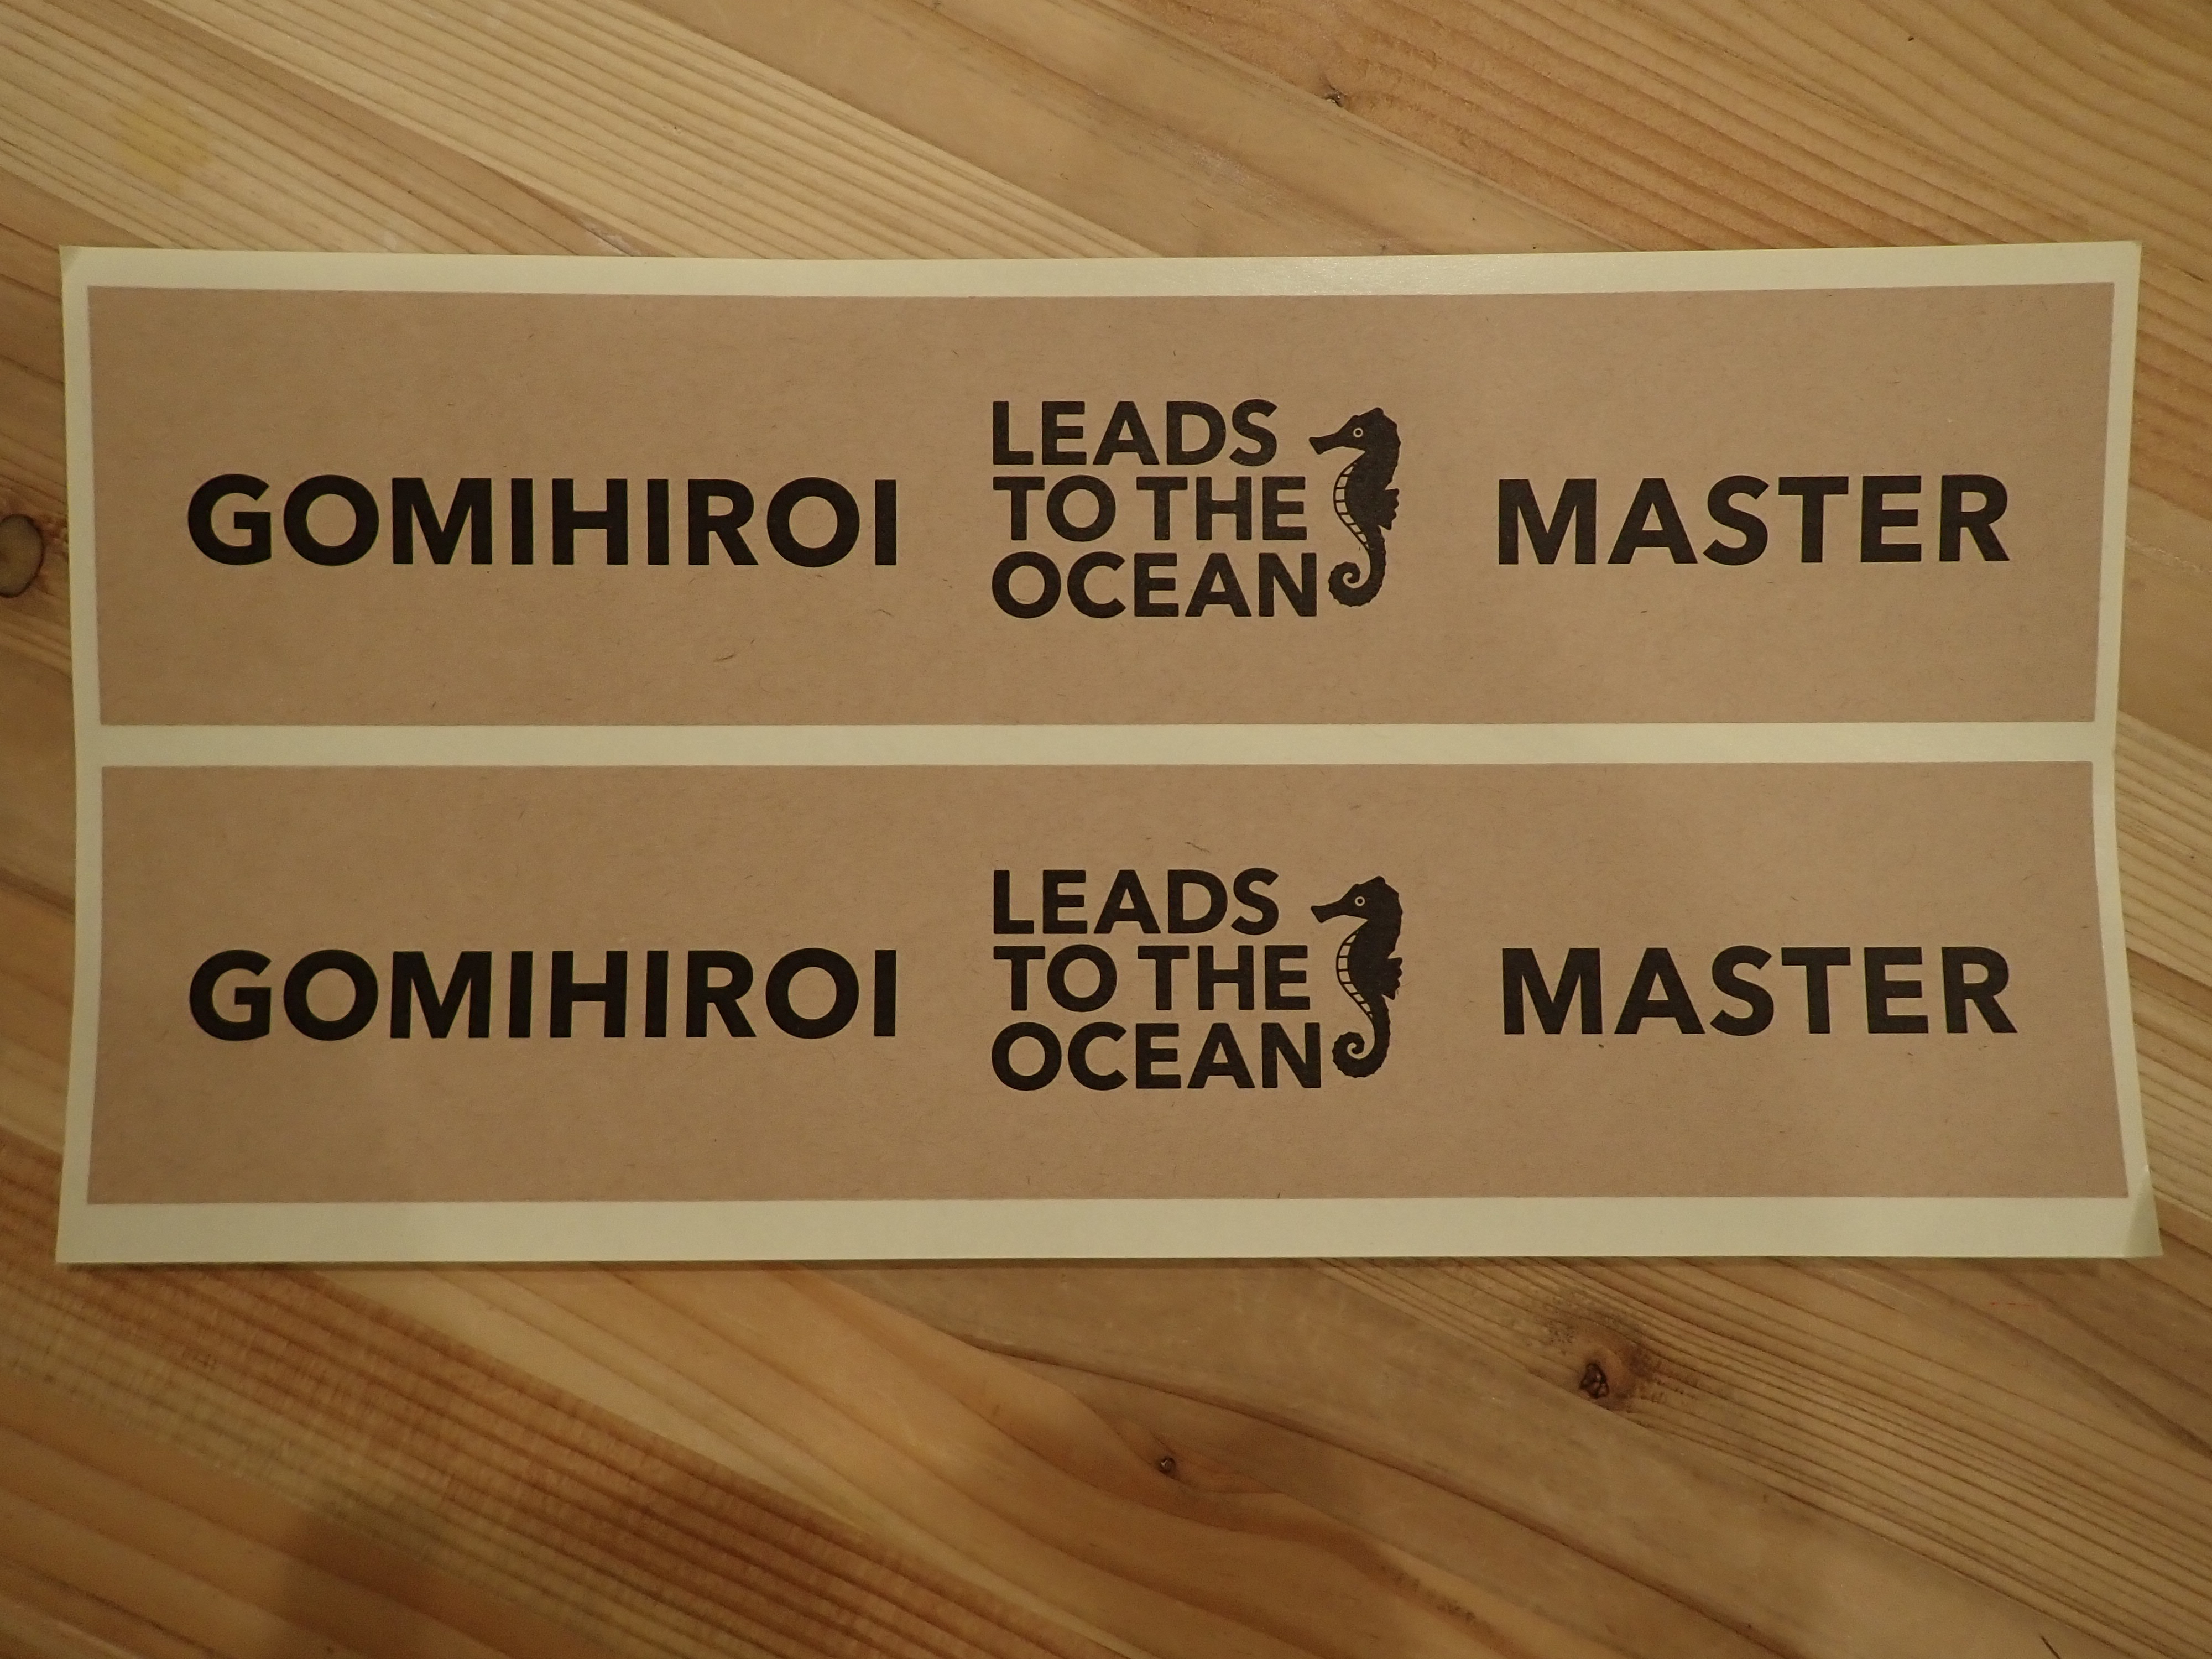 GOMIHIROI
LEADS
TO THE
OCEAN
MASTER
GOMIHIROI
LEADS
TO THE
OCEAN
MASTER